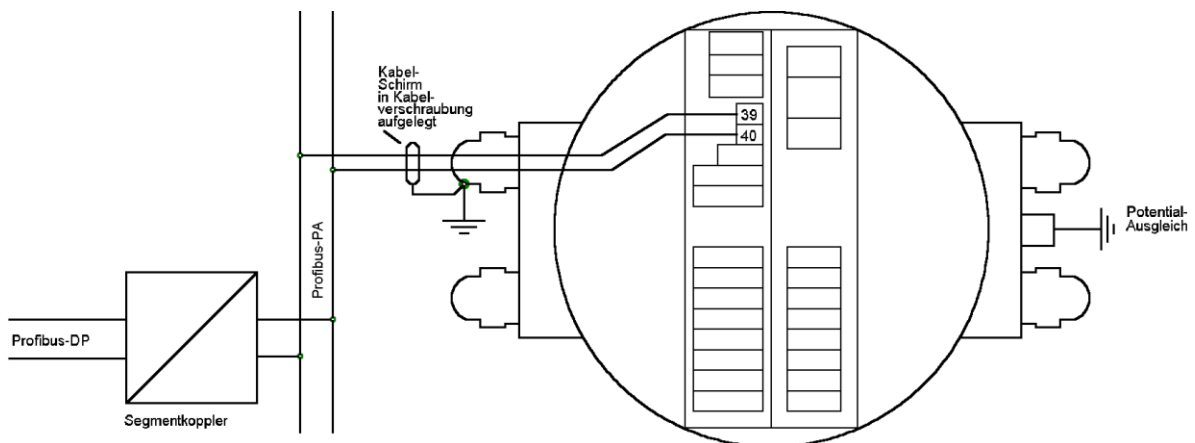 Kabel-
Schirm
in Kabel-
verschraubung
aufgelegt
39
40
Potential-
Ausgleich
Profibus-PA
Profibus-DP
Segmentkoppler